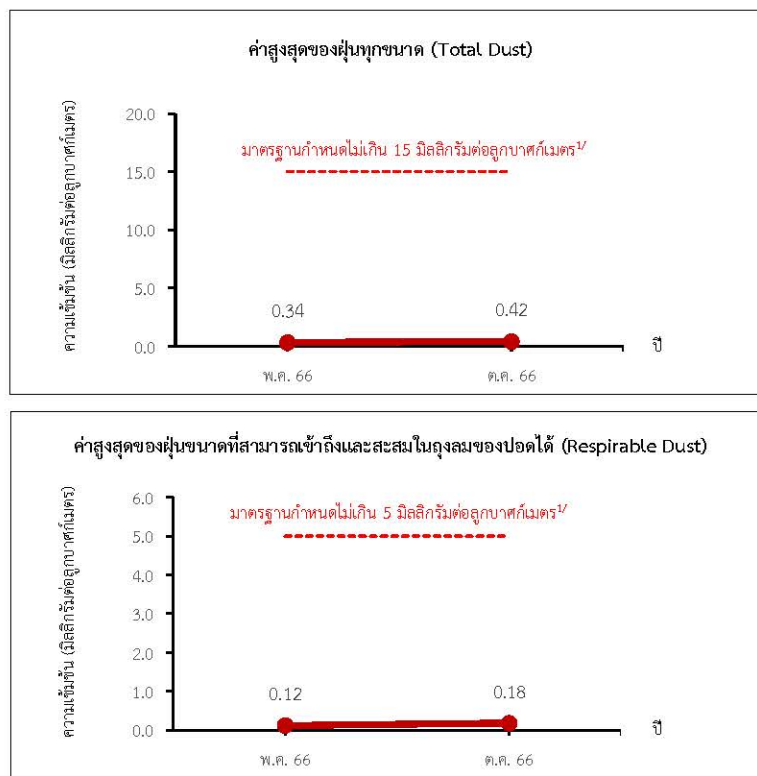 ค่าสูงสุดของฝุ่นทุกขนาด (Total Dust)
ความเข้มข้น (มิลลิกรัมต่อลูกบาศก์เมตร)
20.0
มาตรฐานกำหนดไม่เกิน 15 มิลลิกรัมต่อลูกบาศก์เมตร1/
15.0
10.0
5.0
0.34
0.42
0.0
ปี
พ.ค. 66
ต.ค. 66
ค่าสูงสุดของฝุ่นขนาดที่สามารถเข้าถึงและสะสมในถุงลมของปอดได้ (Respirable Dust)
ความเข้มข้น (มิลลิกรัมต่อลูกบาศก์เมตร)
6.0
มาตรฐานกำหนดไม่เกิน 5 มิลลิกรัมต่อลูกบาศก์เมตร1/
5.0
4.0
3.0
2.0
1.0
0.12
0.18
0.0
ปี
พ.ค. 66
ต.ค. 66